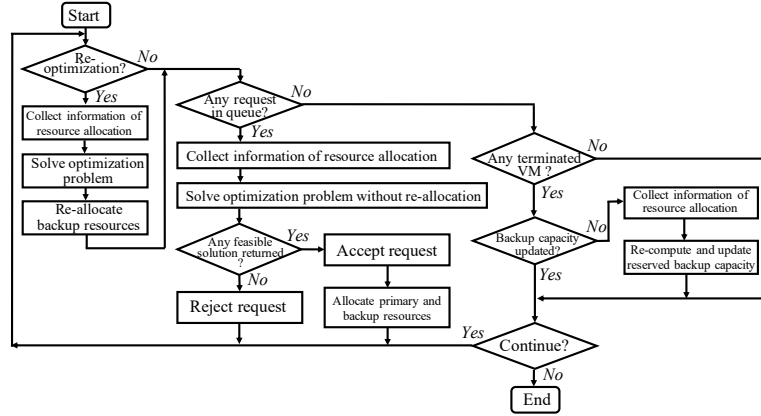 Start
Re-
optimization?
No
Yes
Collect information of
resource allocation
Solve optimization
problem
Re-allocate
backup resources
Any request
in queue?
No
Yes
Collect information of resource allocation
Solve optimization problem without re-allocation
Any feasible
solution returned
?
Yes
No
Accept request
Reject request
Allocate primary and
backup resources
Any terminated
VM ?
No
Yes
Backup capacity
updated?
No
Yes
Collect information of
resource allocation
Re-compute and update
reserved backup capacity
Continue?
Yes
No
End